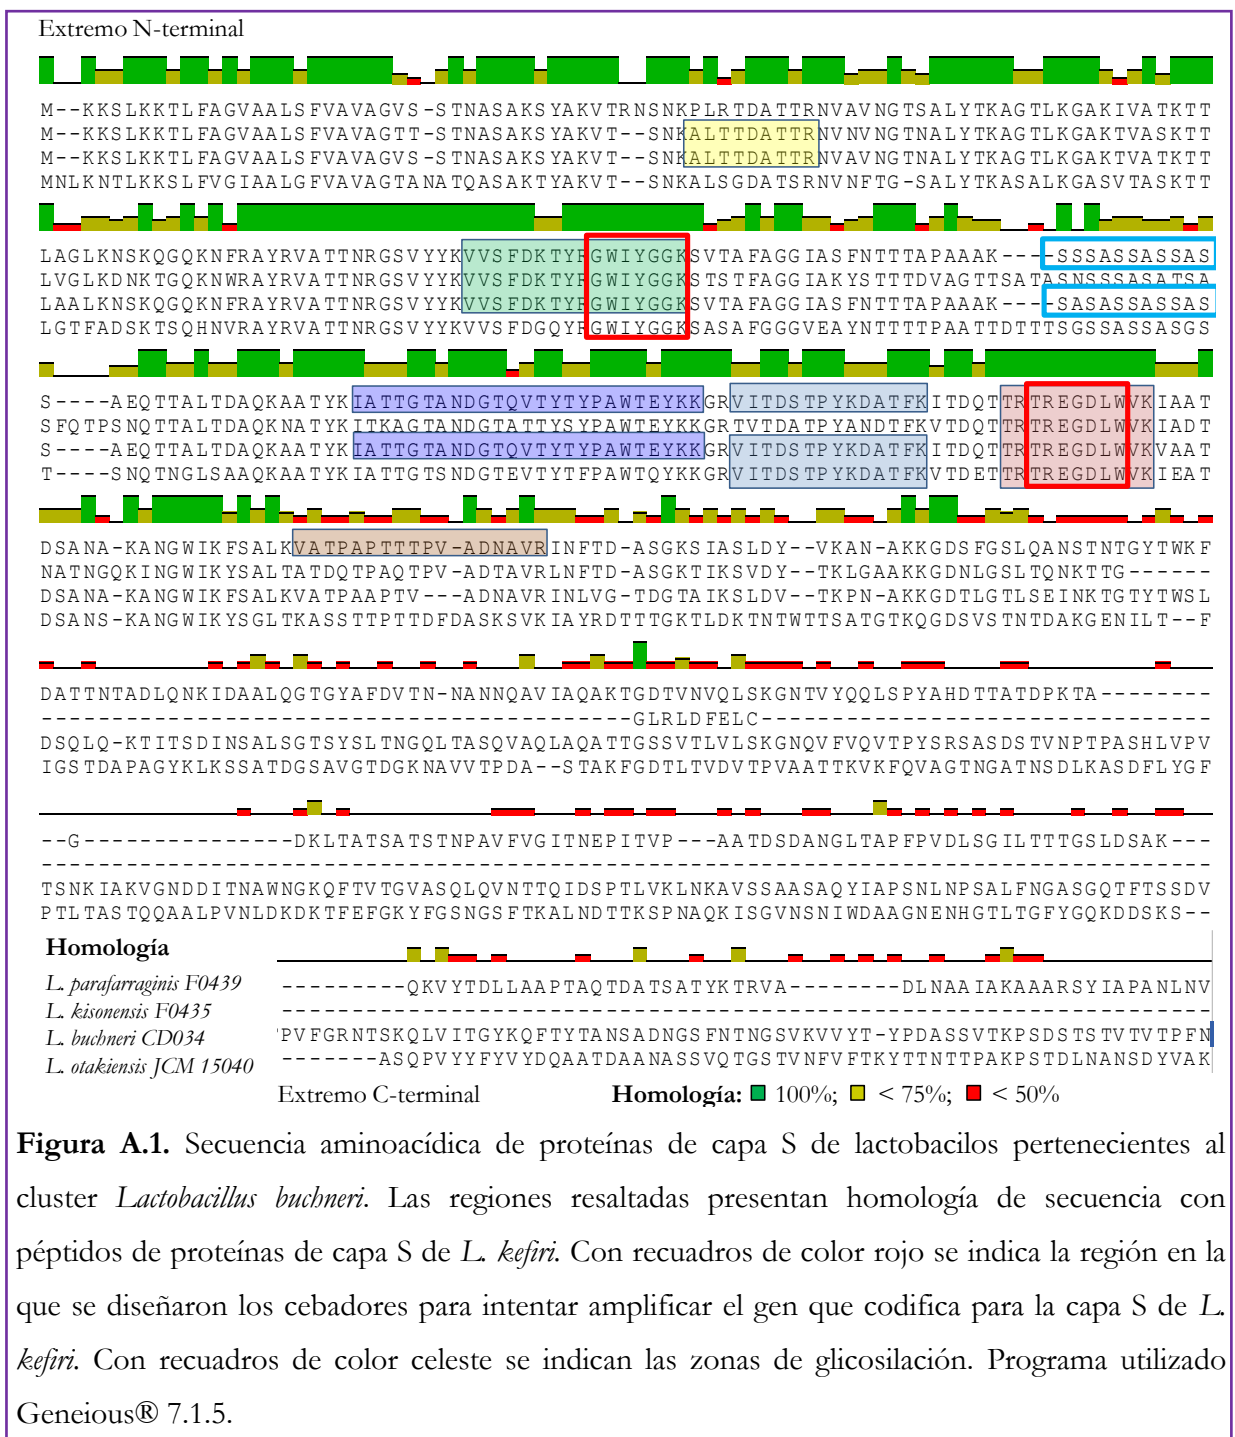 Extremo N-terminal
M--KKSLKKTLFAGVAALSFVAVAGVS-STNASAKSYAKVTRNSNKPLRTDATTRNVAVNGTSALYTKAGTLKGAKIVATKTT
M--KKSLKKTLFAGVAALSFVAVAGTT-STNASAKSYAKVT--SNKALTTDATTRNVNVNGTNALYTKAGTLKGAKTVASKTT
M--KKSLKKTLFAGVAALSFVAVAGVS-STNASAKSYAKVT--SNKALTTDATTRNVAVNGTNALYTKAGTLKGAKTVATKTT
MNLKNTLKKSLFVGIAALGFVAVAGTANATQASAKTYAKVT--SNKALSGDATSRNVNFTG-SALYTKASALKGASVTASKTT
LAGLKNSKQGQKNFRAYRVATTNRGSVYYKVVSFDKTYRGWIYGGKSVTAFAGGIASFNTTTAPAAAK----SSSASSASSAS
LVGLKDNKTGQKNWRAYRVATTNRGSVYYKVVSFDKTYRGWIYGGKSTSTFAGGIAKYSTTTDVAGTTSATANSSSASATSA
LAALKNSKQGQKNFRAYRVATTNRGSVYYKVVSFDKTYRGWIYGGKSVTAFAGGIASFNTTTAPAAAK----SASASSASSAS
LGTFADSKTSQHNVRAYRVATTNRGSVYYKVVSFDGQYRGWIYGGKSASAFGGGVEAYNTTTTPAATTDTTTSGSSASSASGS
S----AEQTTALTDAQKAATYKIATTGTANDGTQVTYTYPAWTEYKKGRVITDSTPYKDATFKITDQTTRTREGDLWVKIAAT
SFQTPSNQTTALTDAQKNATYKITKAGTANDGTATTYSYPAWTEYKKGRTVTDATPYANDTFKVTDQTTRTREGDLWVKIADT
S----AEQTTALTDAQKAATYKIATTGTANDGTQVTYTYPAWTEYKKGRVITDSTPYKDATFKITDQTTRTREGDLWVKVAAT
T----SNQTNGLSAAQKAATYKIATTGTSNDGTEVTYTFPAWTQYKKGRVITDSTPYKDATFKVTDETTRTREGDLWVKIEAT
DSANA-KANGWIKFSALKVATPAPTTTPV-ADNAVRINFTD-ASGKSIASLDY--VKAN-AKKGDSFGSLQANSTNTGYTWKF
NATNGQKINGWIKYSALTATDQTPAQTPV-ADTAVRLNFTD-ASGKTIKSVDY--TKLGAAKKGDNLGSLTQNKTTG------
DSANA-KANGWIKFSALKVATPAAPTV---ADNAVRINLVG-TDGTAIKSLDV--TKPN-AKKGDTLGTLSEINKTGTYTWSL
DSANS-KANGWIKYSGLTKASSTTPTTDFDASKSVKIAYRDTTTGKTLDKTNTWTTSATGTKQGDSVSTNTDAKGENILT--F
DATTNTADLQNKIDAALQGTGYAFDVTN-NANNQAVIAQAKTGDTVNVQLSKGNTVYQQLSPYAHDTTATDPKTA--------
------------------------------------------GLRLDFELC--------------------------------
DSQLQ-KTITSDINSALSGTSYSLTNGQLTASQVAQLAQATTGSSVTLVLSKGNQVFVQVTPYSRSASDSTVNPTPASHLVPV
IGSTDAPAGYKLKSSATDGSAVGTDGKNAVVTPDA--STAKFGDTLTVDVTPVAATTKVKFQVAGTNGATNSDLKASDFLYGF
--G---------------DKLTATSATSTNPAVFVGITNEPITVP---AATDSDANGLTAPFPVDLSGILTTTGSLDSAK---
-----------------------------------------------------------------------------------
TSNKIAKVGNDDITNAWNGKQFTVTGVASQLQVNTTQIDSPTLVKLNKAVSSAASAQYIAPSNLNPSALFNGASGQTFTSSDV
PTLTASTQQAALPVNLDKDKTFEFGKYFGSNGSFTKALNDTTKSPNAQKISGVNSNIWDAAGNENHGTLTGFYGQKDDSKS--
Homología
L. parafarraginis F0439 ---------QKVYTDLLAAPTAQTDATSATYKTRVA--------DLNAAIAKAAARSYIAPANLNV
L. kisonensis F0435 ------------------------------------------------------------------
L. buchneri CD034 PVFGRNTSKQLVITGYKQFTYTANSADNGSFNTNGSVKVVYT-YPDASSVTKPSDSTSTVTVTPFN
L. otakiensis JCM 15040 -------ASQPVYYFYVYDQAATDAANASSVQTGSTVNFVFTKYTTNTTPAKPSTDLNANSDYVAK
Extremo C-terminal Homología: 100%; < 75%; < 50%
Figura A.1. Secuencia aminoacídica de proteínas de capa S de lactobacilos pertenecientes al
cluster Lactobacillus buchneri. Las regiones resaltadas presentan homología de secuencia con
péptidos de proteínas de capa S de L. kefiri. Con recuadros de color rojo se indica la región en la
que se diseñaron los cebadores para intentar amplificar el gen que codifica para la capa S de L.
kefiri. Con recuadros de color celeste se indican las zonas de glicosilación. Programa utilizado
Geneious® 7.1.5.